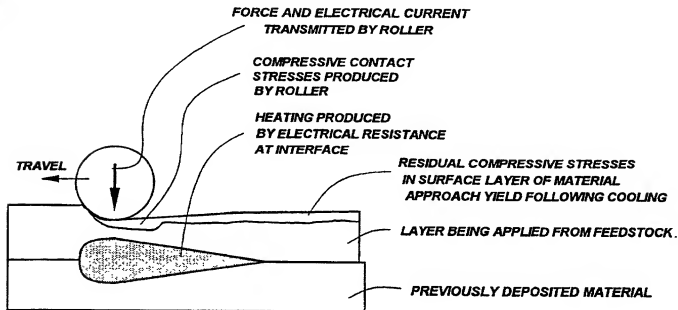 FORCE AND ELECTRICAL CURRENT
TRANSMITTED BY ROLLER
COMPRESSIVE CONTACT
STRESSES PRODUCED
BY ROLLER
HEATING PRODUCED
BY ELECTRICAL RESISTANCE
AT INTERFACE
TRAVEL
RESIDUAL COMPRESSIVE STRESSES
IN SURFACE LAYER OF MATERIAL
APPROACH YIELD FOLLOWING COOLING
LAYER BEING APPLIED FROM FEEDSTOCK.
PREVIOUSLY DEPOSITED MATERIAL